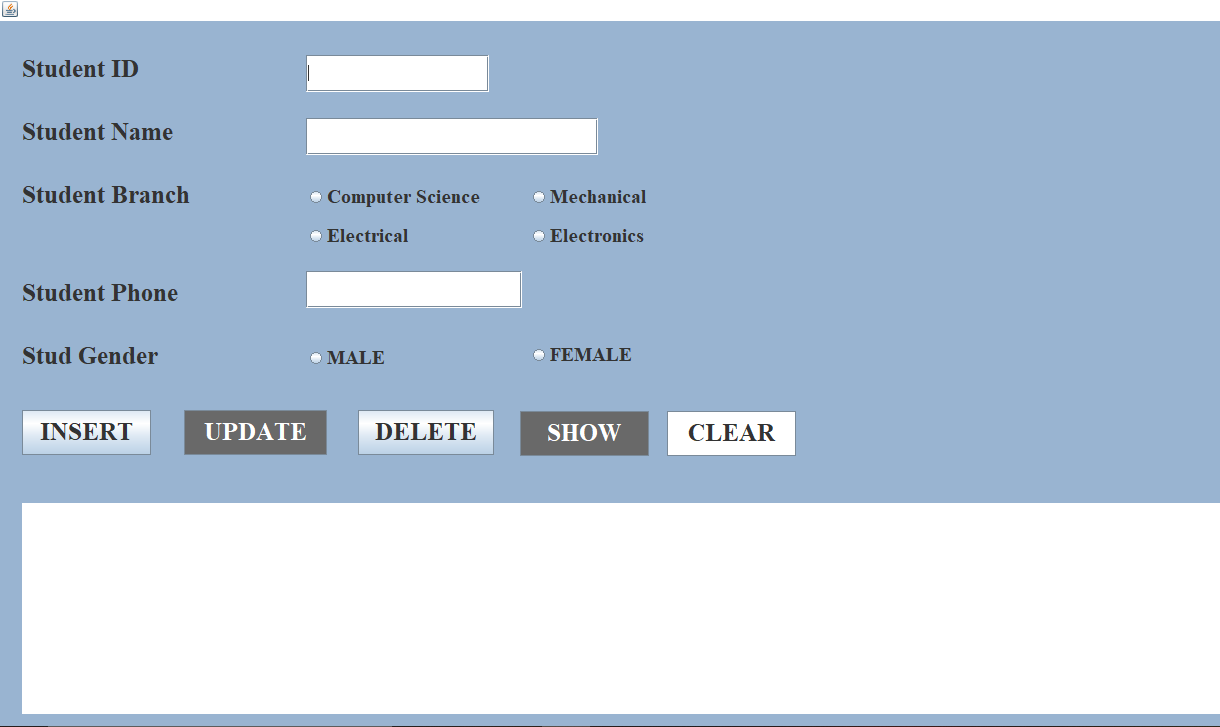 Student ID
Student Name
Student Branch
Computer Science Mechanical
Electrical Electronics
Student Phone
Stud Gender
MALE FEMALE
INSERT UPDATE DELETE SHOW CLEAR